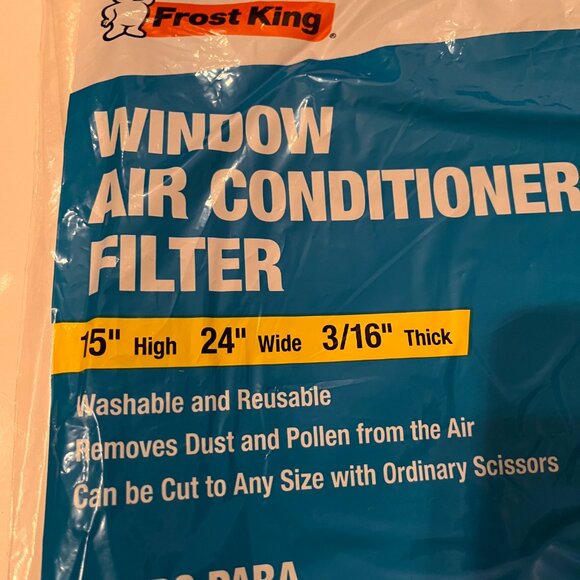 Frost King®
WINDOW
AIR CONDITIONER
FILTER
15" High 24" Wide 3/16" Thick
Washable and Reusable
Removes Dust and Pollen from the Air
Can be Cut to Any Size with Ordinary Scissors
PARA